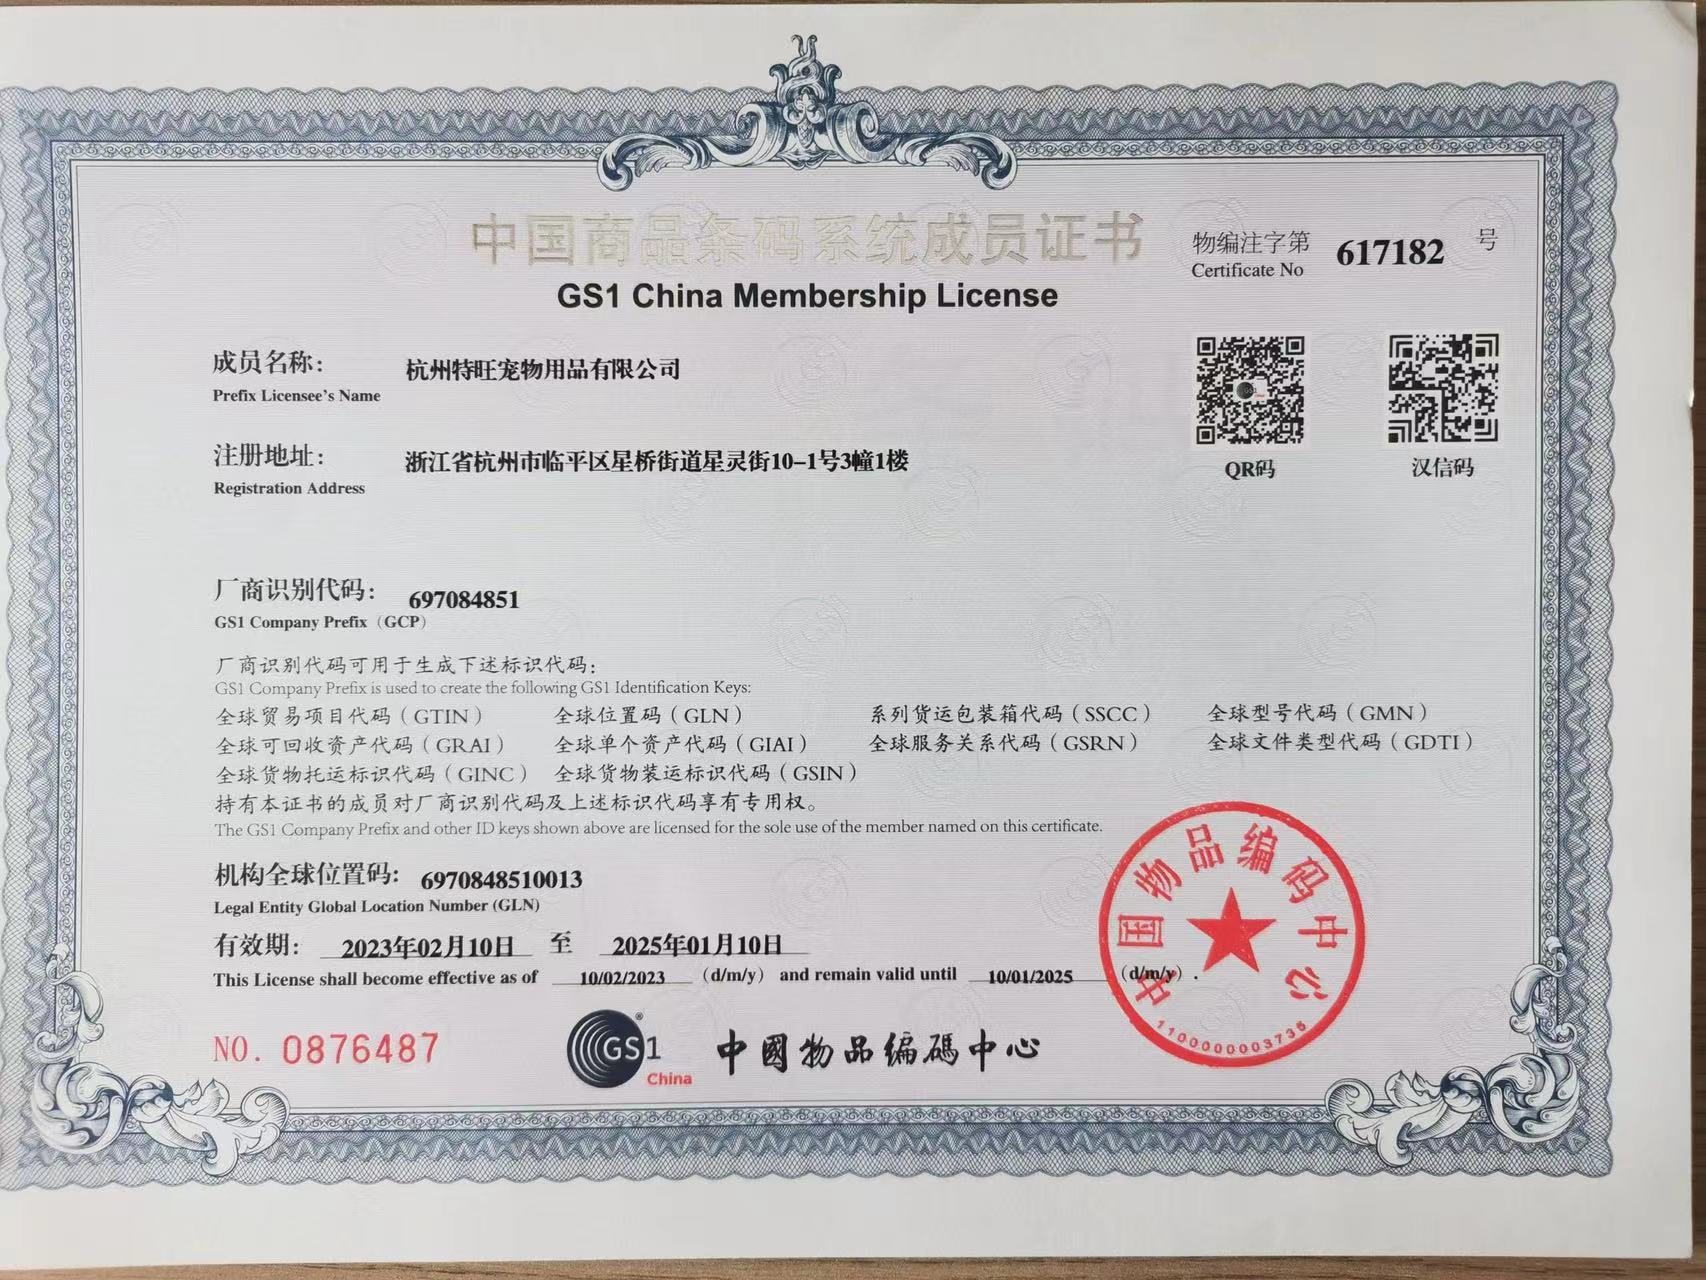 中国商品条码系统成员证书
GS1 China Membership License
物编注字第 617182 号
Certificate No
成员名称: 杭州特旺宠物用品有限公司
Prefix Licensee's Name
注册地址: 浙江省杭州市临平区星桥街道星灵街10-1号3幢1楼
Registration Address
QR码
汉信码
厂商识别代码: 697084851
GS1 Company Prefix（GCP）
厂商识别代码可用于生成下述标识代码:
GS1 Company Prefix is used to create the following GS1 Identification Keys:
全球贸易项目代码（GTIN） 全球位置码（GLN） 系列货运包装箱代码（SSCC） 全球型号代码（GMN）
全球可回收资产代码（GRAI） 全球单个资产代码（GIAI） 全球服务关系代码（GSRN） 全球文件类型代码（GDTI）
全球货物托运标识代码（GINC） 全球货物装运标识代码（GSIN）
持有本证书的成员对厂商识别代码及上述标识代码享有专用权。
The GS1 Company Prefix and other ID keys shown above are licensed for the sole use of the member named on this certificate.
机构全球位置码: 6970848510013
Legal Entity Global Location Number (GLN)
有效期: 2023年02月10日 至 2025年01月10日
This License shall become effective as of 10/02/2023 （d/m/y） and remain valid until 10/01/2025 （d/m/y）.
NO. 0876487
GS1 ®
China
中國物品编碼中心
中国物品编码中心
1100000003735